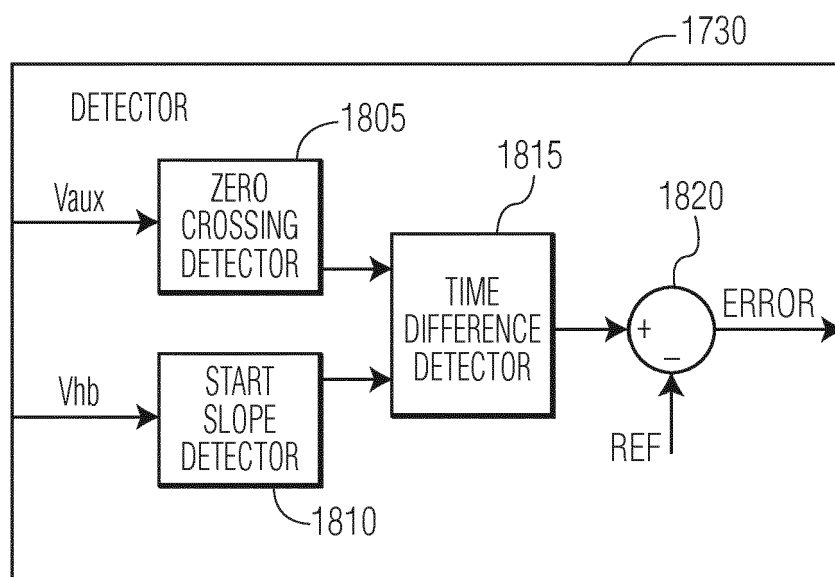 1730
DETECTOR
1805
Vaux
ZERO
CROSSING
DETECTOR
1815
TIME
DIFFERENCE
DETECTOR
1820
+
−
ERROR
REF
Vhb
START
SLOPE
DETECTOR
1810